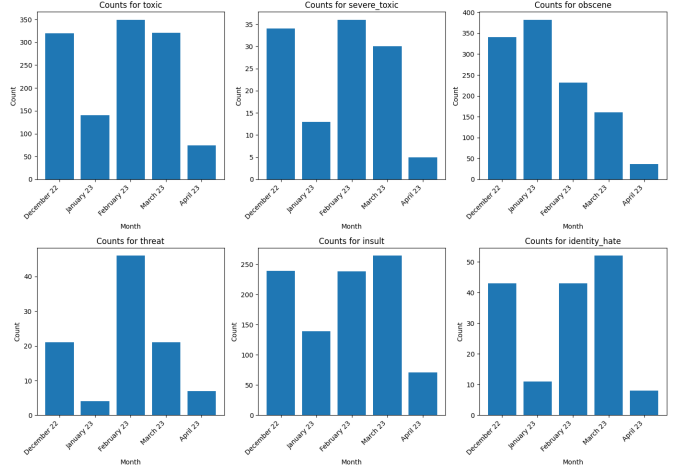 Counts for toxic
350
300
250
200
150
100
50
0
Count
December 22
January 23
February 23
March 23
April 23
Month
Counts for severe_toxic
35
30
25
20
15
10
5
0
Count
December 22
January 23
February 23
March 23
April 23
Month
Counts for obscene
400
350
300
250
200
150
100
50
0
Count
December 22
January 23
February 23
March 23
April 23
Month
Counts for threat
40
30
20
10
0
Count
December 22
January 23
February 23
March 23
April 23
Month
Counts for insult
250
200
150
100
50
0
Count
December 22
January 23
February 23
March 23
April 23
Month
Counts for identity_hate
50
40
30
20
10
0
Count
December 22
January 23
February 23
March 23
April 23
Month